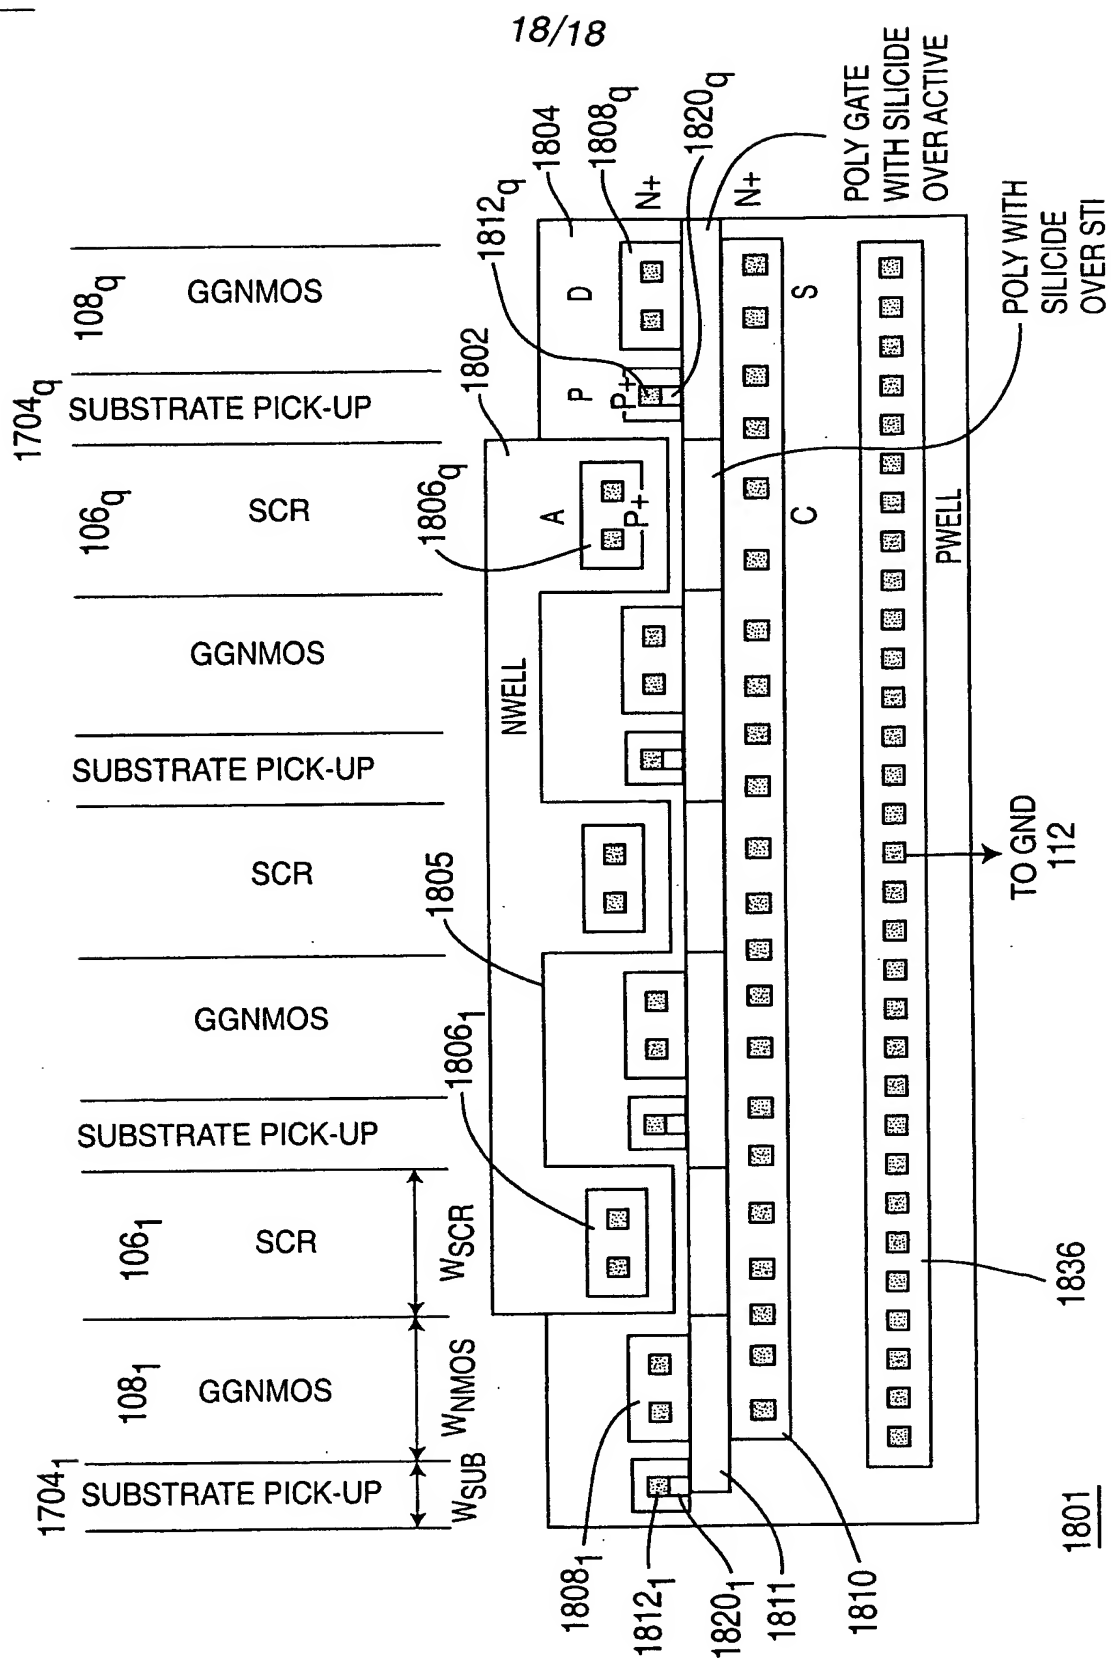 18/18
1704q
108q
GGNMOS
SUBSTRATE PICK-UP
106q
SCR
GGNMOS
SUBSTRATE PICK-UP
SCR
GGNMOS
SUBSTRATE PICK-UP
106₁
SCR
WSCR
108₁
GGNMOS
WNMOS
1704₁
SUBSTRATE PICK-UP
WSUB
1812q
1804
1808q
1820q
1802
1806q
1805
1806₁
1808₁
1812₁
1820₁
1811
1810
NWELL
A
P+
P
P+
D
N+
N+
S
C
PWELL
POLY GATE
WITH SILICIDE
OVER ACTIVE
POLY WITH
SILICIDE
OVER STI
TO GND
112
1836
1801